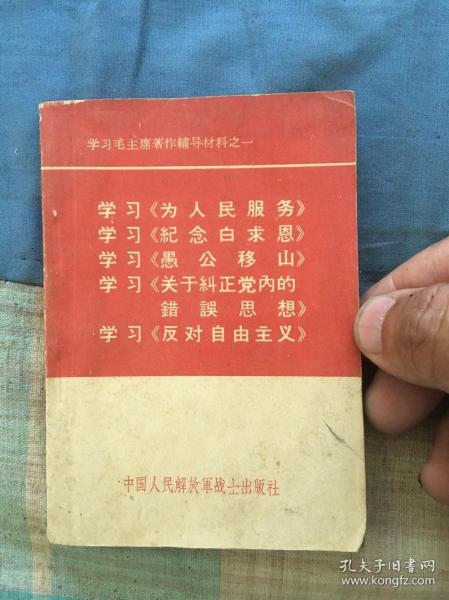 学习毛主席著作輔导材料之一
学习《为人民服务》
学习《紀念白求恩》
学习《愚公移山》
学习《关于糾正党內的
錯誤思想》
学习《反对自由主义》
中国人民解放軍战士出版社
孔夫子旧书网
www.kongfz.com